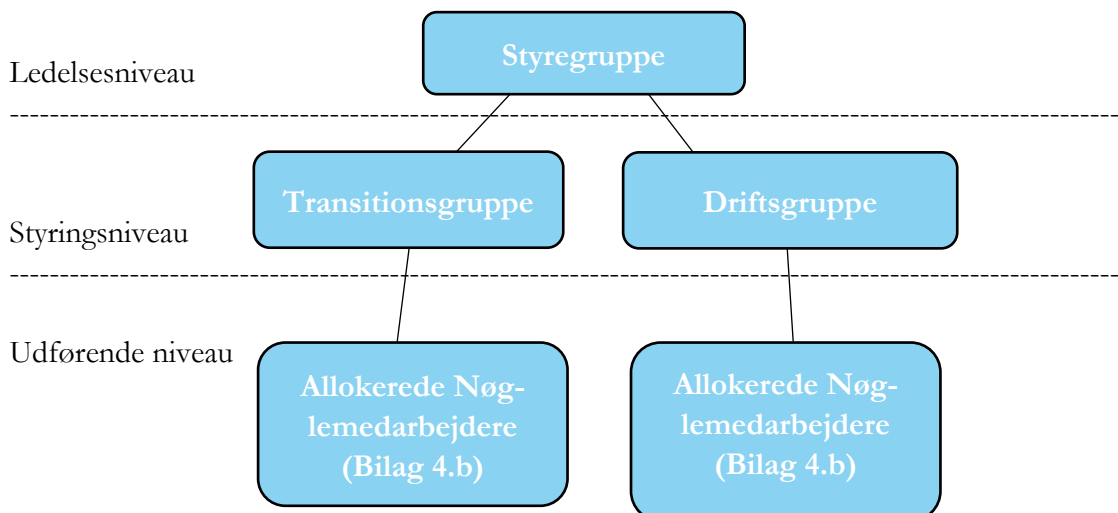 Styregruppe
Ledelsesniveau
Transitionsgruppe
Driftsgruppe
Styringsniveau
Udførende niveau
Allokerede Nøg-
lemedarbejdere
(Bilag 4.b)
Allokerede Nøg-
lemedarbejdere
(Bilag 4.b)